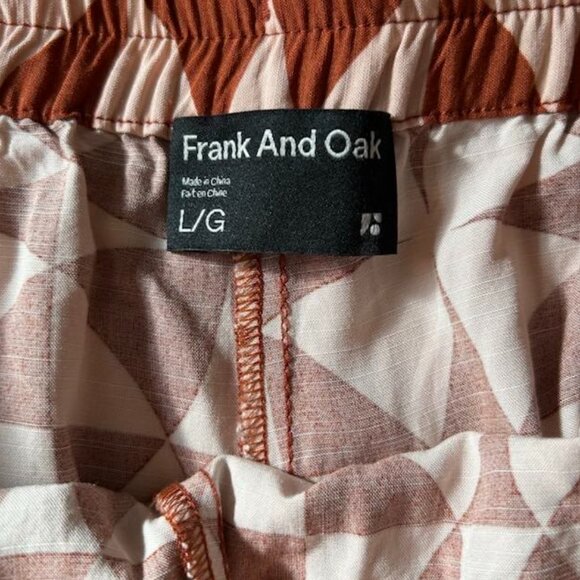 Frank And Oak
Made in China
Fait en Chine
L/G